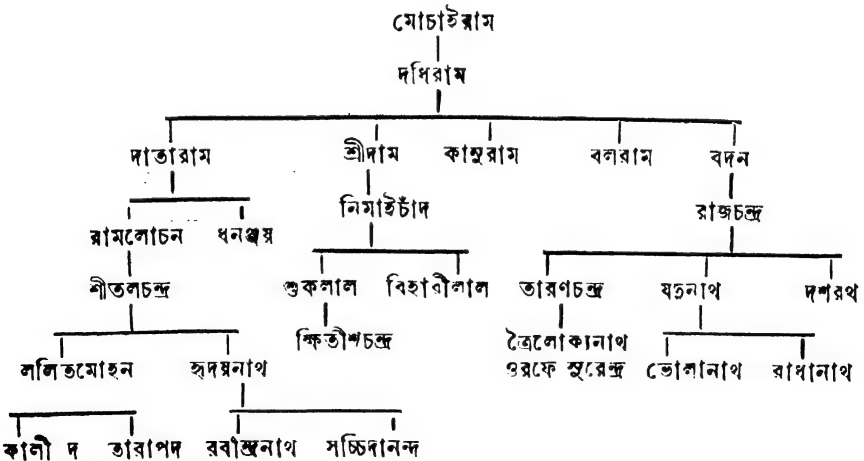 মোচাইরাম
দধিরাম
দাতারাম শ্রীদাম কানুরাম বলরাম বদন
নিমাইচাঁদ রাজচন্দ্র
রামলোচন ধনঞ্জয়
শীতলচন্দ্র শুকলাল বিহারীলাল তারণচন্দ্র যদুনাথ দশরথ
ক্ষিতীশচন্দ্র ত্রৈলোক্যনাথ
ললিতমোহন হৃদয়নাথ ওরফে সুরেন্দ্র ভোলানাথ রাধানাথ
কালী দ তারাপদ রবীন্দ্রনাথ সচ্চিদানন্দ